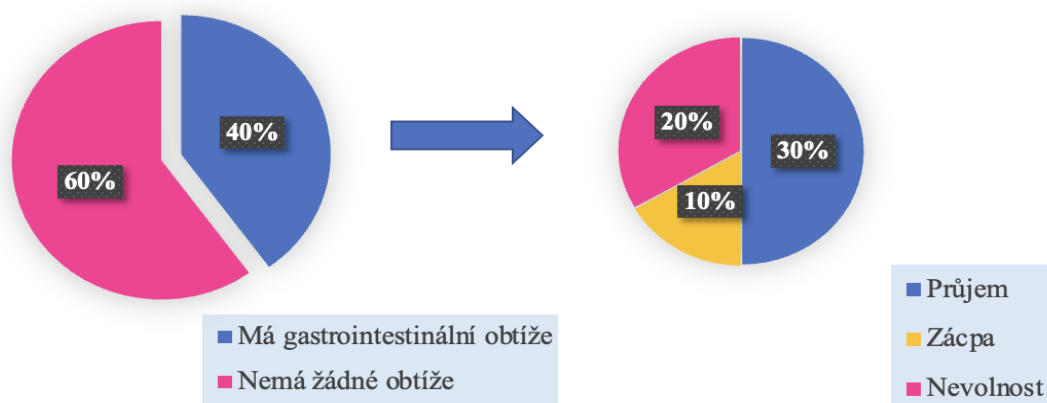 40%
60%
Má gastrointestinální obtíže
Nemá žádné obtíže
20%
30%
10%
Průjem
Zácpa
Nevolnost